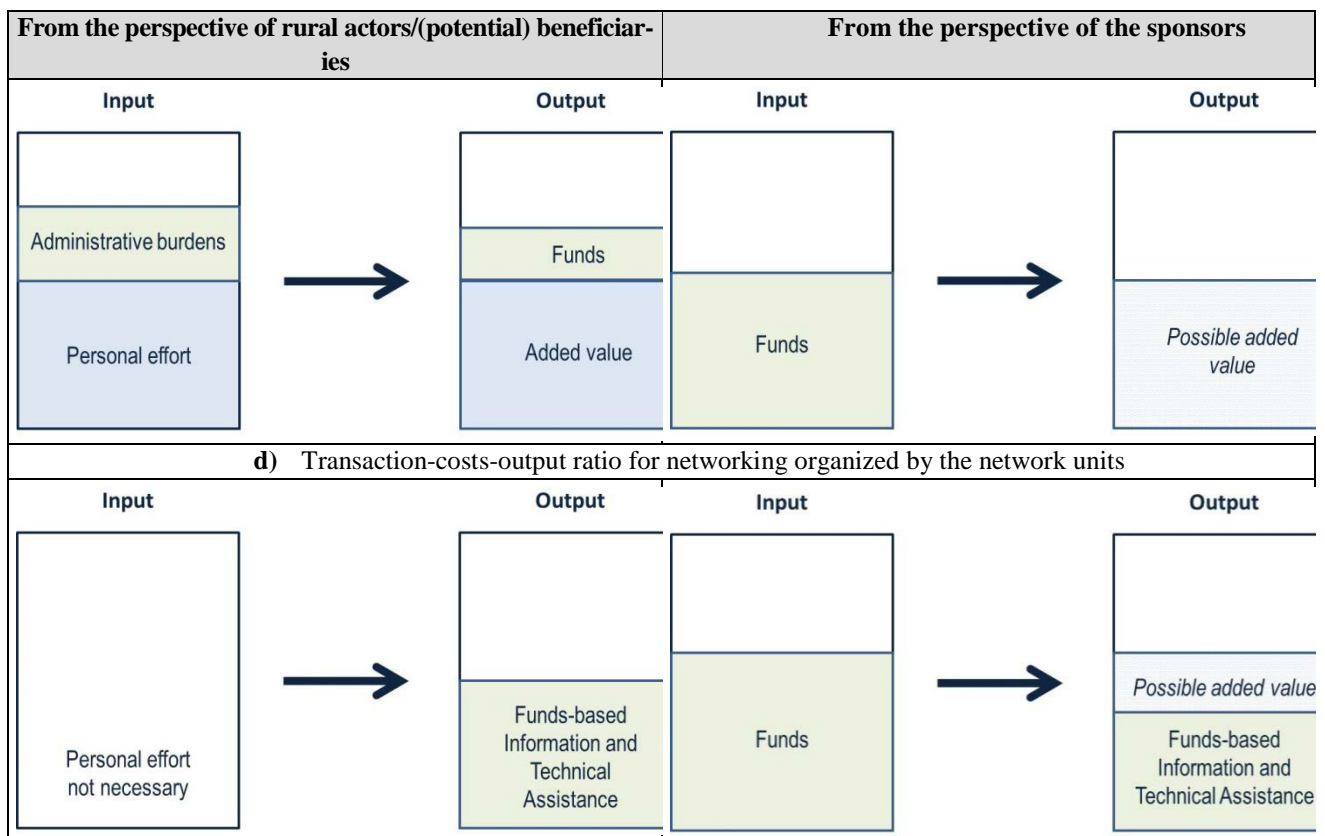 From the perspective of rural actors/(potential) beneficiar-
ies
From the perspective of the sponsors
Input
Output
Input
Output
Administrative burdens
Personal effort
Funds
Added value
Funds
Possible added
value
d) Transaction-costs-output ratio for networking organized by the network units
Input
Output
Input
Output
Personal effort
not necessary
Funds-based
Information and
Technical
Assistance
Funds
Possible added value
Funds-based
Information and
Technical Assistance